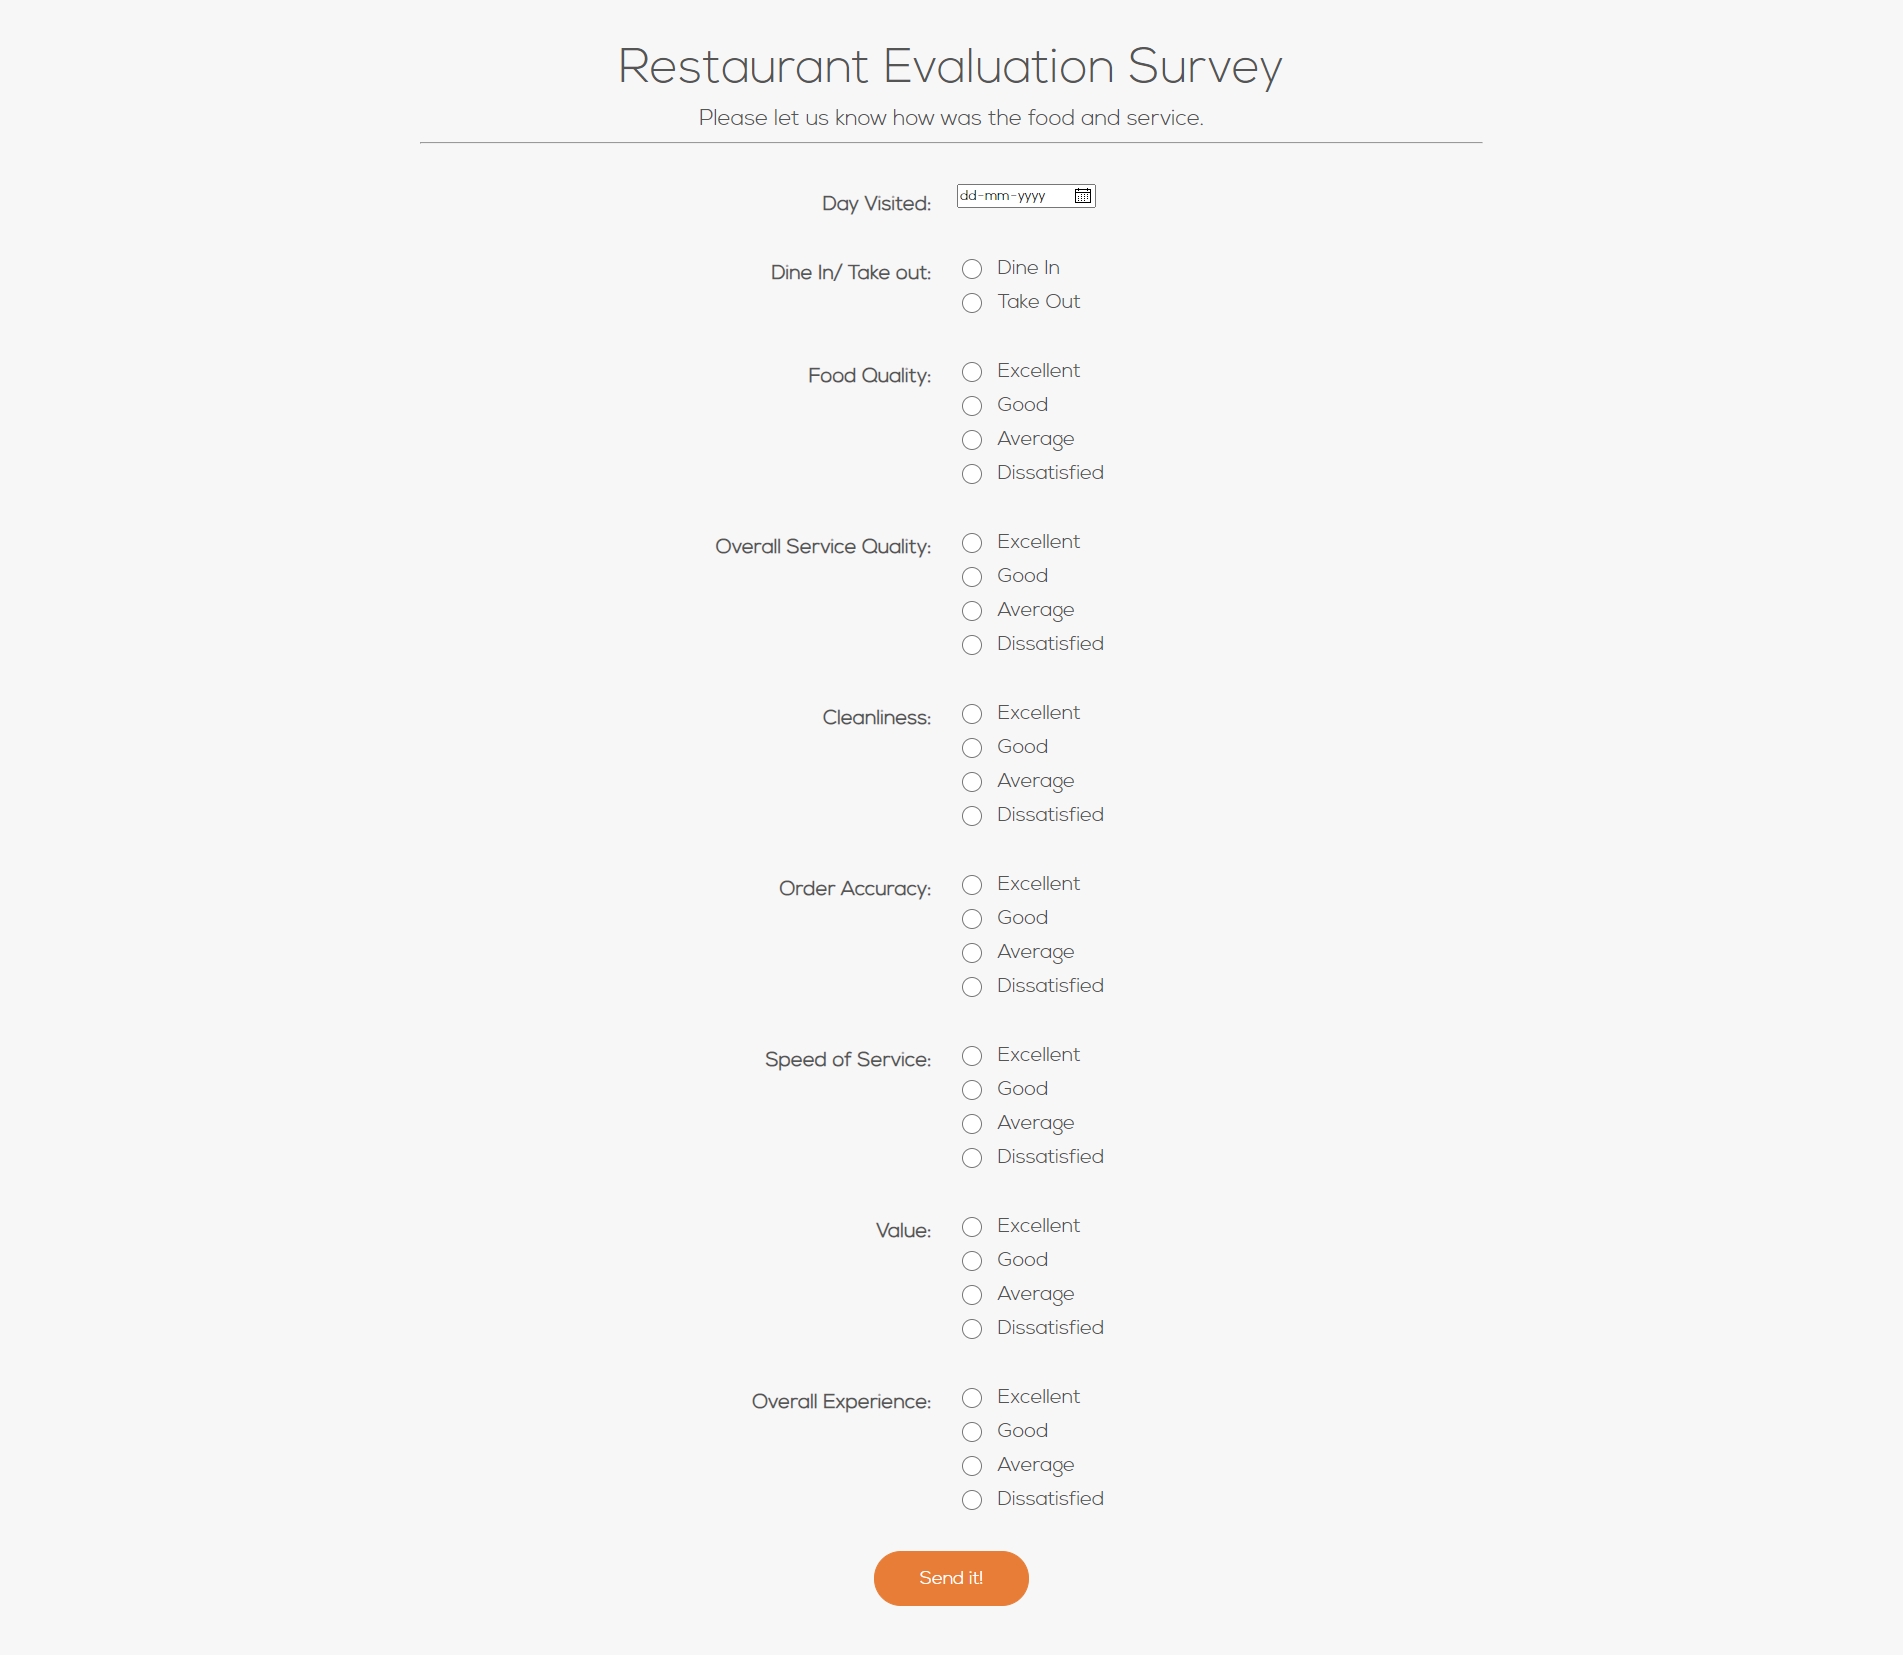 Restaurant Evaluation Survey
Please let us know how was the food and service.
Day Visited: dd-mm-yyyy
Dine In/ Take out: Dine In
Take Out
Food Quality: Excellent
Good
Average
Dissatisfied
Overall Service Quality: Excellent
Good
Average
Dissatisfied
Cleanliness: Excellent
Good
Average
Dissatisfied
Order Accuracy: Excellent
Good
Average
Dissatisfied
Speed of Service: Excellent
Good
Average
Dissatisfied
Value: Excellent
Good
Average
Dissatisfied
Overall Experience: Excellent
Good
Average
Dissatisfied
Send it!